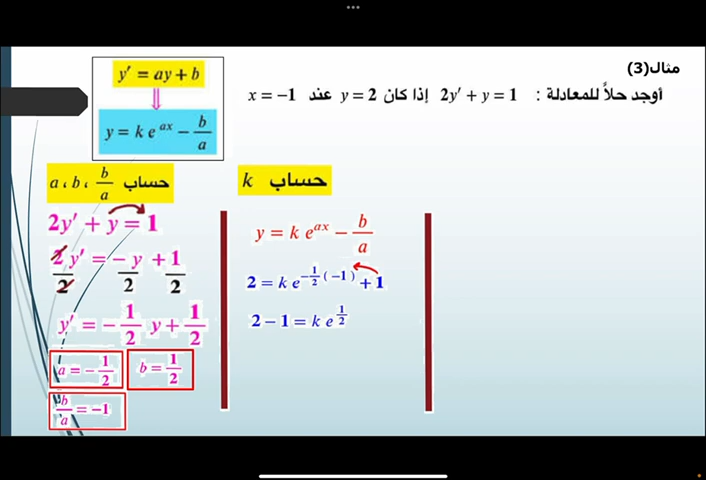 مثال(3)
أوجد حلاً للمعادلة : 2y′ + y = 1 إذا كان y = 2 عند x = −1
y′ = ay + b
⇓
y = k e^{ax} − b/a
حساب a ، b ، b/a
2y′ + y = 1
2y′/2 = −y/2 + 1/2
y′ = −1/2 y + 1/2
a = −1/2
b = 1/2
b/a = −1
حساب k
y = k e^{ax} − b/a
2 = k e^{−1/2 (−1)} + 1
2 − 1 = k e^{1/2}